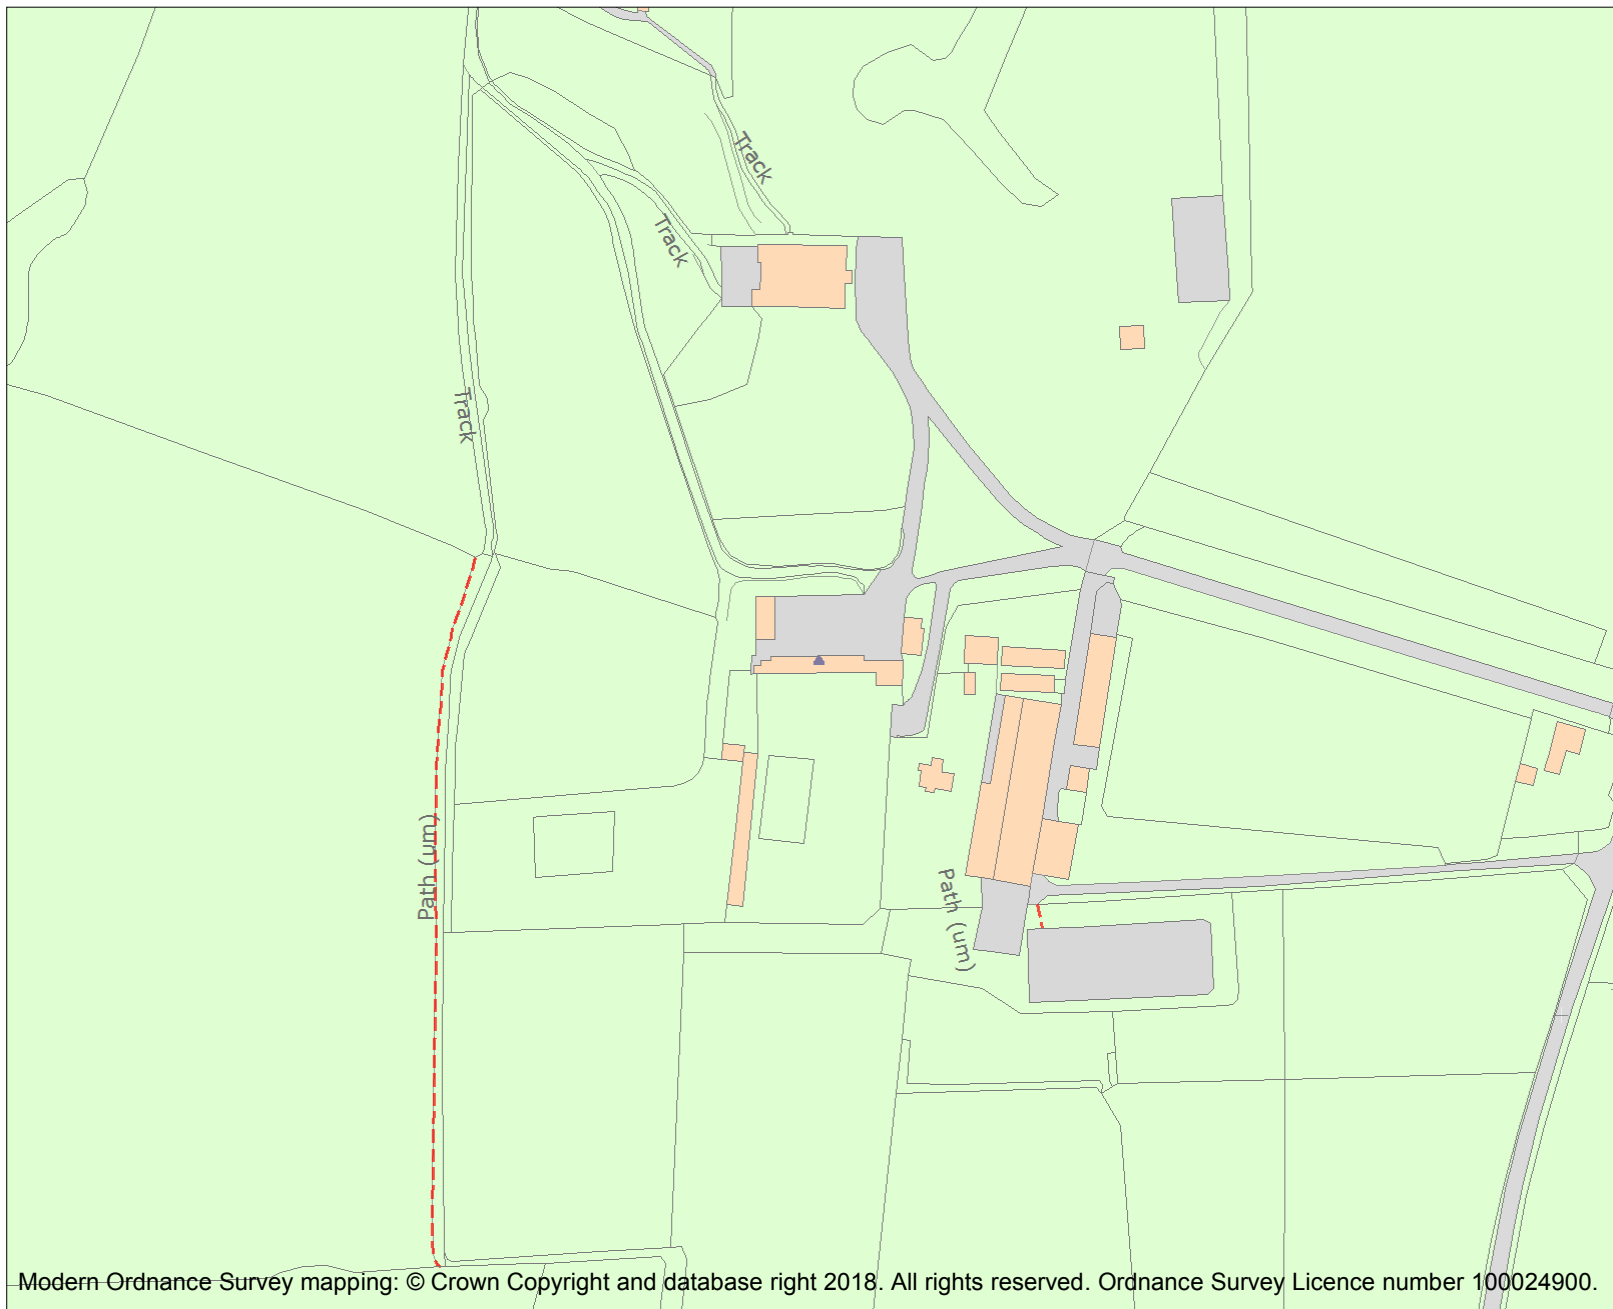 Track
Track
Track
Path (um)
Path (um)
Modern Ordnance Survey mapping: © Crown Copyright and database right 2018. All rights reserved. Ordnance Survey Licence number 100024900.